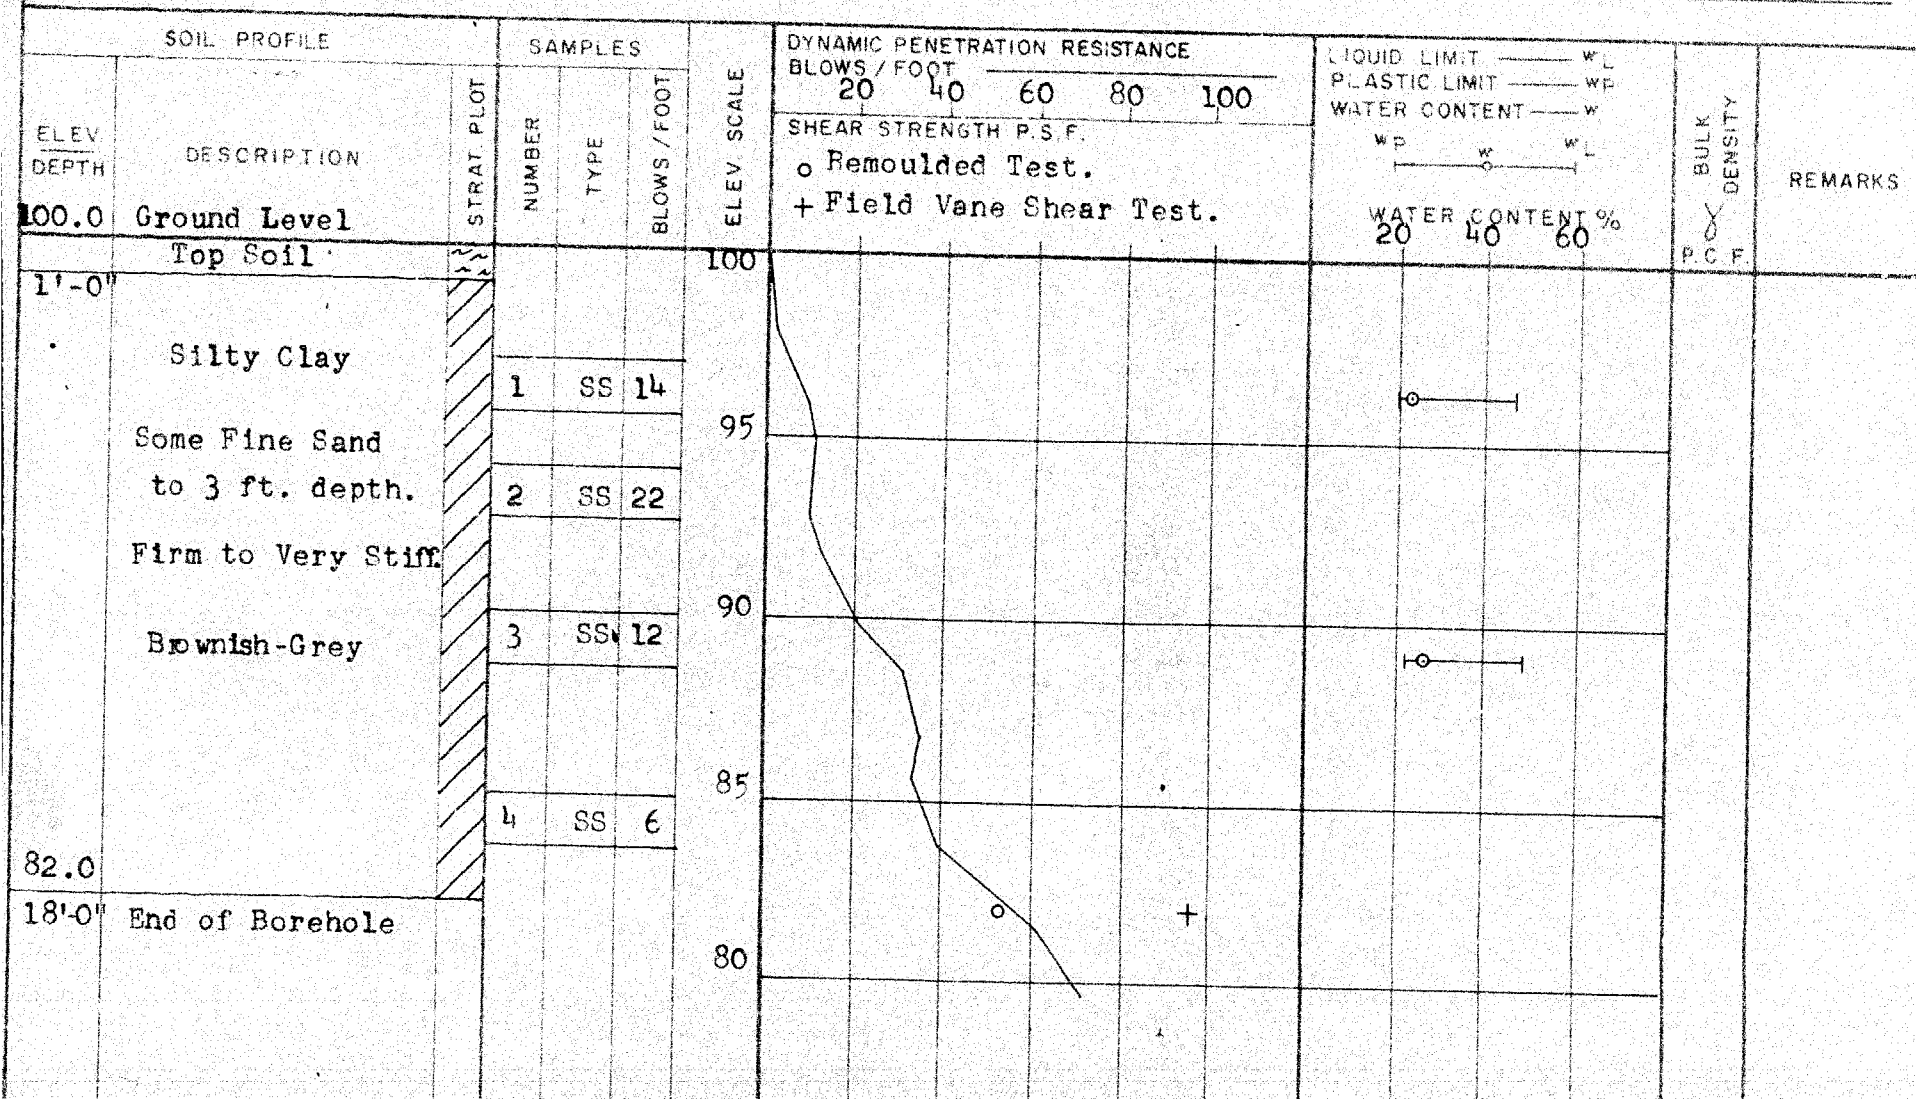 SOIL PROFILE
SAMPLES
ELEV
DEPTH
DESCRIPTION
STRAT. PLOT
NUMBER
TYPE
BLOWS / FOOT
ELEV SCALE
DYNAMIC PENETRATION RESISTANCE
BLOWS / FOOT
20 40 60 80 100
SHEAR STRENGTH P.S.F.
o Remoulded Test.
+ Field Vane Shear Test.
LIQUID LIMIT WL
PLASTIC LIMIT WP
WATER CONTENT W
WP W WL
WATER CONTENT %
20 40 60
BULK DENSITY
γ
P.C.F.
REMARKS
100.0 Ground Level
Top Soil
100
1'-0"
Silty Clay
1 SS 14
95
Some Fine Sand
to 3 ft. depth.
2 SS 22
Firm to Very Stiff.
90
Brownish-Grey
3 SS 12
85
4 SS 6
82.0
18'-0" End of Borehole
80